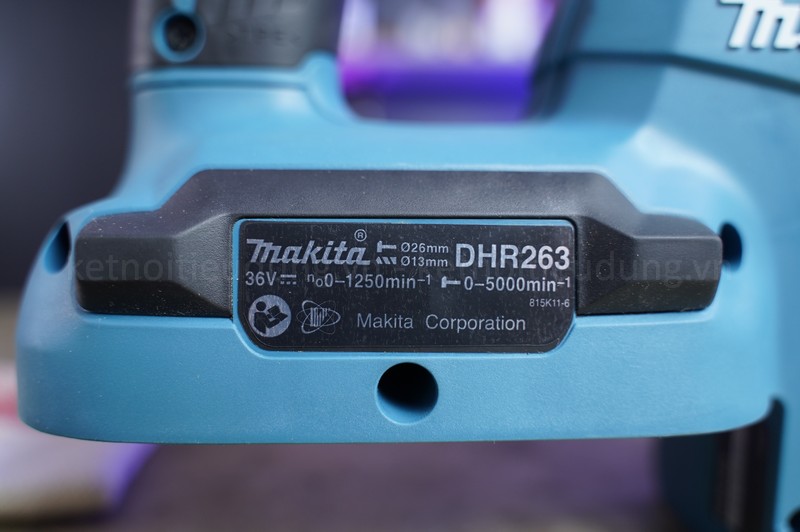 makita® Ø26mm DHR263
Ø13mm
36V n₀0-1250min⁻¹ 0-5000min⁻¹
815K11-6
Makita Corporation